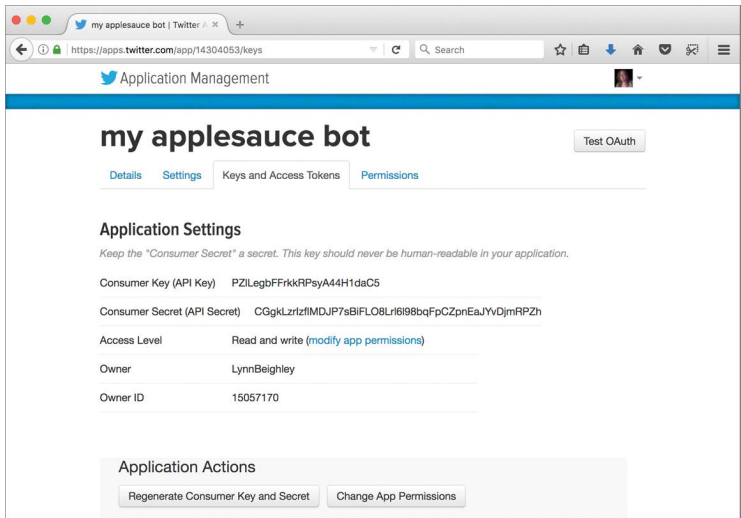 my applesauce bot | Twitter A
https://apps.twitter.com/app/14304053/keys
Search
Application Management
my applesauce bot
Test OAuth
Details Settings Keys and Access Tokens Permissions
Application Settings
Keep the "Consumer Secret" a secret. This key should never be human-readable in your application.
Consumer Key (API Key) PZlLegbFFrkkRPsyA44H1daC5
Consumer Secret (API Secret) CGgkLzrIzflMDJP7sBiFLO8Lrl6I98bqFpCZpnEaJYvDjmRPZh
Access Level Read and write (modify app permissions)
Owner LynnBeighley
Owner ID 15057170
Application Actions
Regenerate Consumer Key and Secret Change App Permissions